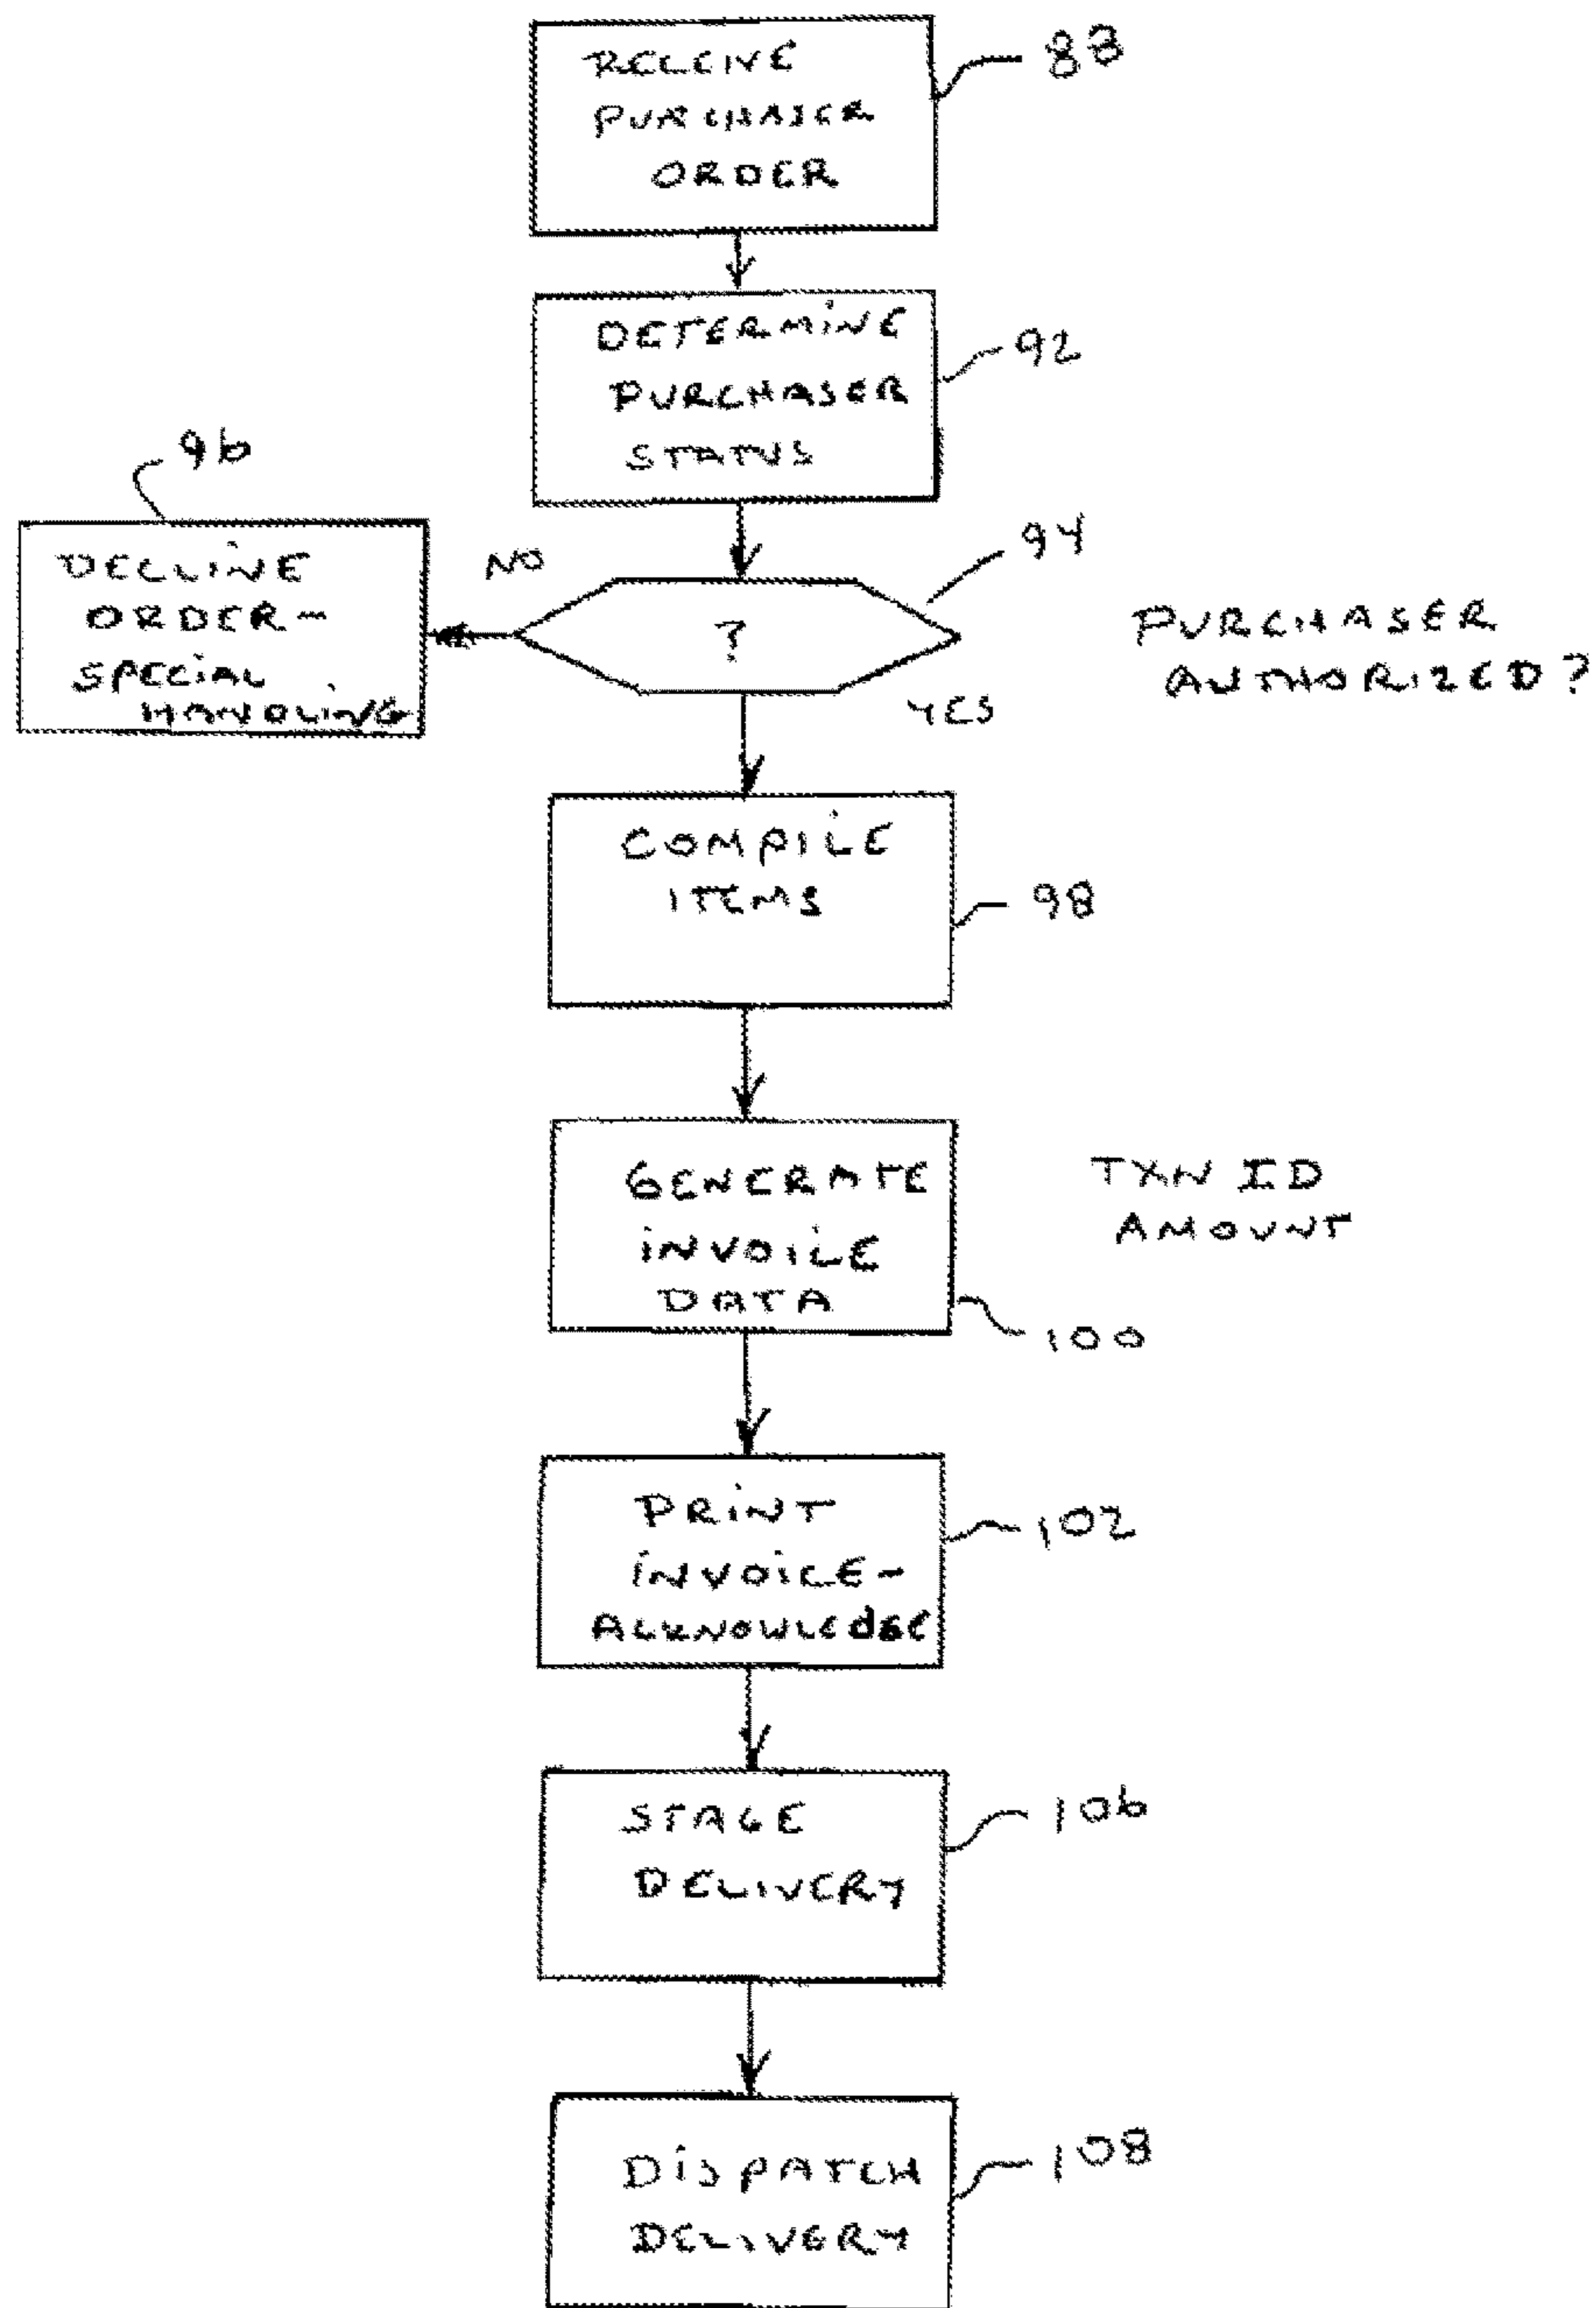 RECEIVE
PURCHASER
ORDER
88
DETERMINE
PURCHASER
STATUS
92
96
DECLINE
ORDER-
SPECIAL
HANDLING
NO
?
94
PURCHASER
AUTHORIZED?
YES
COMPILE
ITEMS
98
GENERATE
INVOICE
DATA
TXN ID
AMOUNT
100
PRINT
INVOICE-
ACKNOWLEdGE
102
STAGE
DELIVERY
106
DISPATCH
DELIVERY
108